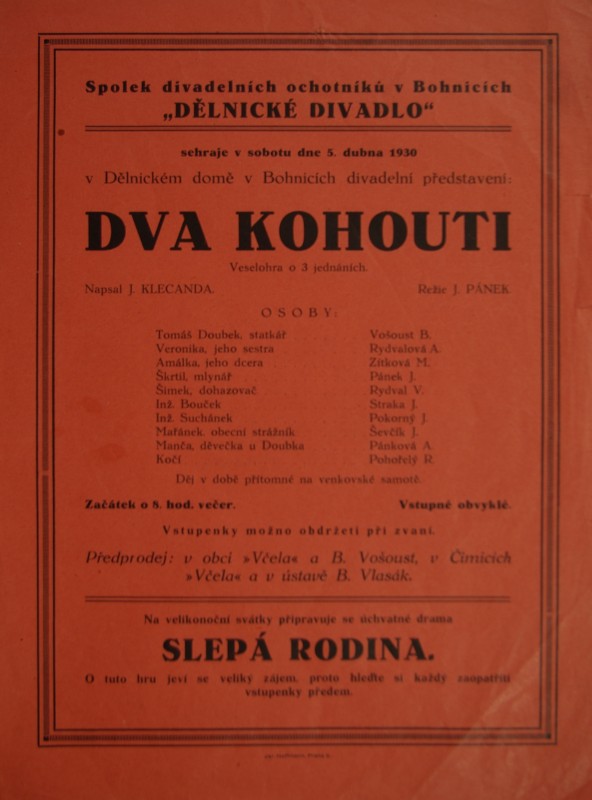 Spolek divadelních ochotníků v Bohnicích
„DĚLNICKÉ DIVADLO“
sehraje v sobotu dne 5. dubna 1930
v Dělnickém domě v Bohnicích divadelní představení:
DVA KOHOUTI
Veselohra o 3 jednáních.
Napsal J. KLECANDA. Režie J. PÁNEK
OSOBY:
Tomáš Doubek, statkář Vošoust B.
Veronika, jeho sestra Rydvalová A.
Amálka, jeho dcera Zítková M.
Škrtil, mlynář Pánek J.
Šimek, dohazovač Rydval V.
Inž. Bouček Straka J.
Inž. Suchánek Pokorný J.
Mařánek, obecní strážník Ševčík J.
Manča, děvečka u Doubka Pánková A.
Kočí Pohořelý R.
Děj v době přítomné na venkovské samotě.
Začátek o 8. hod. večer. Vstupné obvyklé.
Vstupenky možno obdržeti při zvaní.
Předprodej: v obci »Včela« a B. Vošoust, v Čimicích
»Včela« a v ústavě B. Vlasák.
Na velikonoční svátky připravuje se úchvatné drama
SLEPÁ RODINA.
O tuto hru jeví se veliký zájem, proto hleďte si každý zaopatřiti
vstupenky předem.